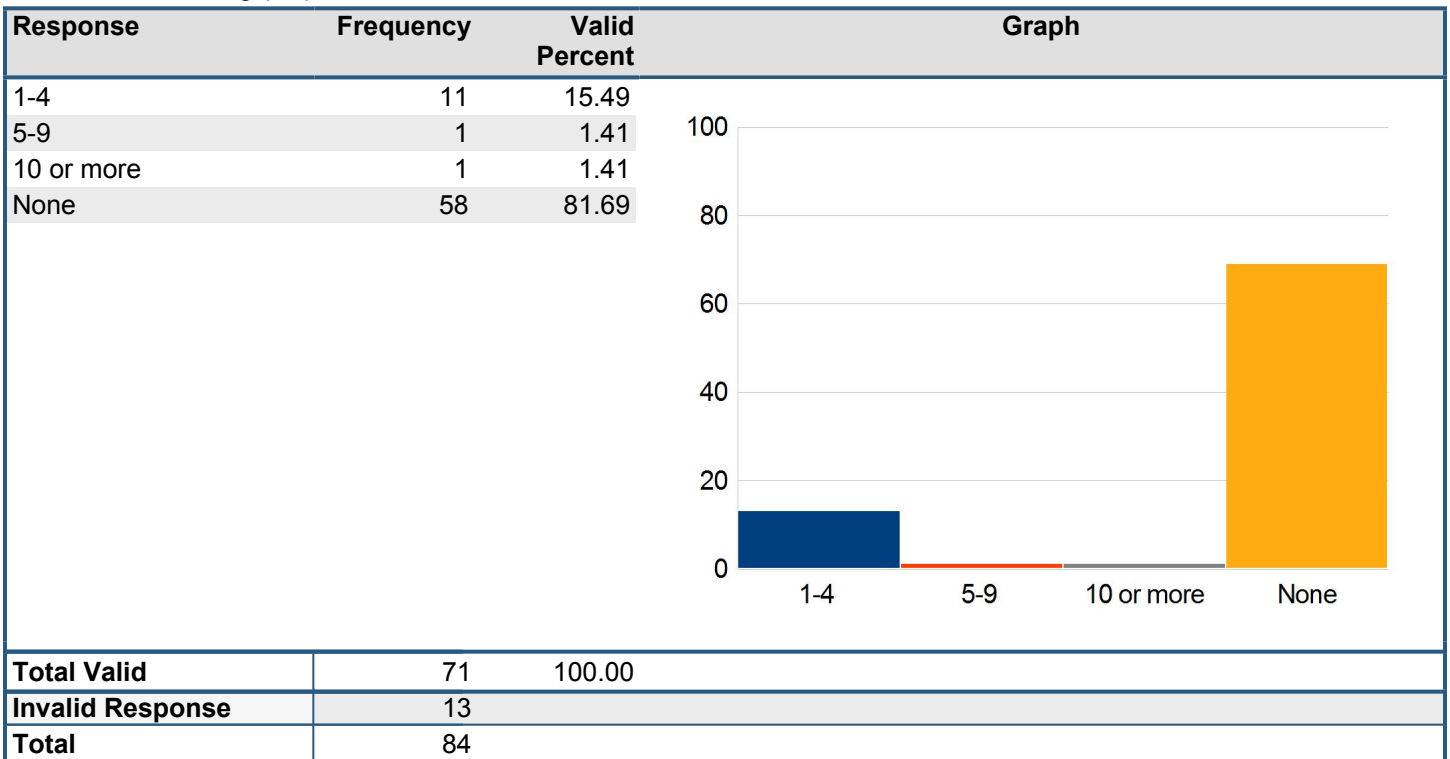 Response Frequency Valid Percent Graph
1-4 11 15.49
5-9 1 1.41
10 or more 1 1.41
None 58 81.69
100
80
60
40
20
0
1-4 5-9 10 or more None
Total Valid 71 100.00
Invalid Response 13
Total 84